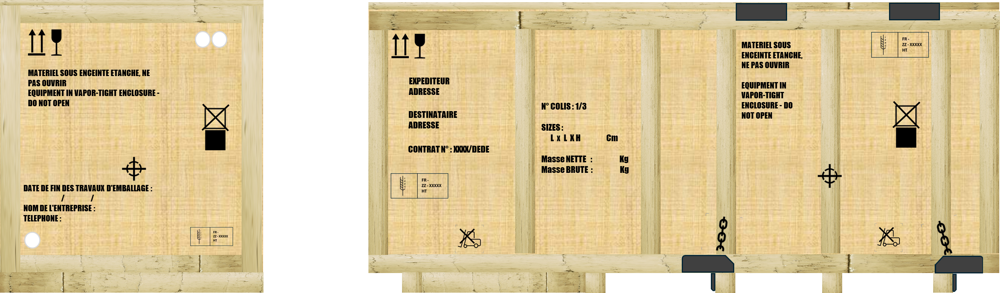 MATERIEL SOUS ENCEINTE ETANCHE, NE
PAS OUVRIR
EQUIPMENT IN VAPOR-TIGHT ENCLOSURE -
DO NOT OPEN
DATE DE FIN DES TRAVAUX D'EMBALLAGE :
/ /
NOM DE L'ENTREPRISE :
TELEPHONE :
FR -
ZZ - XXXXX
HT
EXPEDITEUR
ADRESSE
DESTINATAIRE
ADRESSE
CONTRAT N° : XXXX/DEDE
FR -
ZZ - XXXXX
HT
N° COLIS : 1/3
SIZES :
L x L X H Cm
Masse NETTE : Kg
Masse BRUTE : Kg
MATERIEL SOUS
ENCEINTE ETANCHE,
NE PAS OUVRIR
EQUIPMENT IN
VAPOR-TIGHT
ENCLOSURE - DO
NOT OPEN
FR -
ZZ - XXXXX
HT